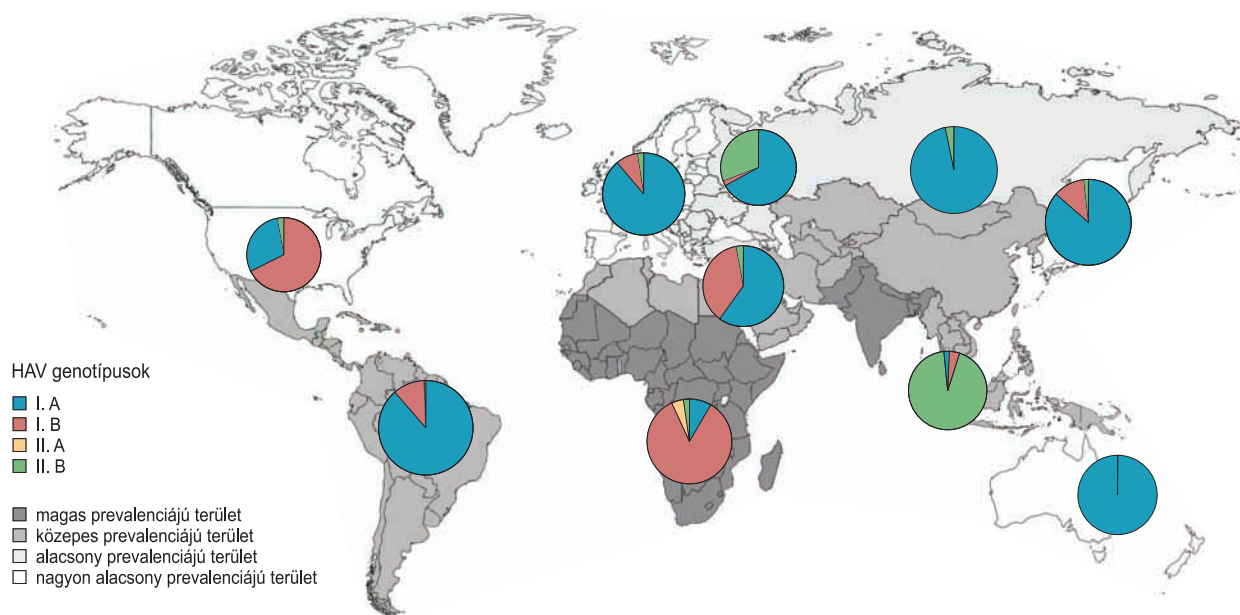 HAV genotípusok
I. A
I. B
II. A
II. B
magas prevalenciájú terület
közepes prevalenciájú terület
alacsony prevalenciájú terület
nagyon alacsony prevalenciájú terület